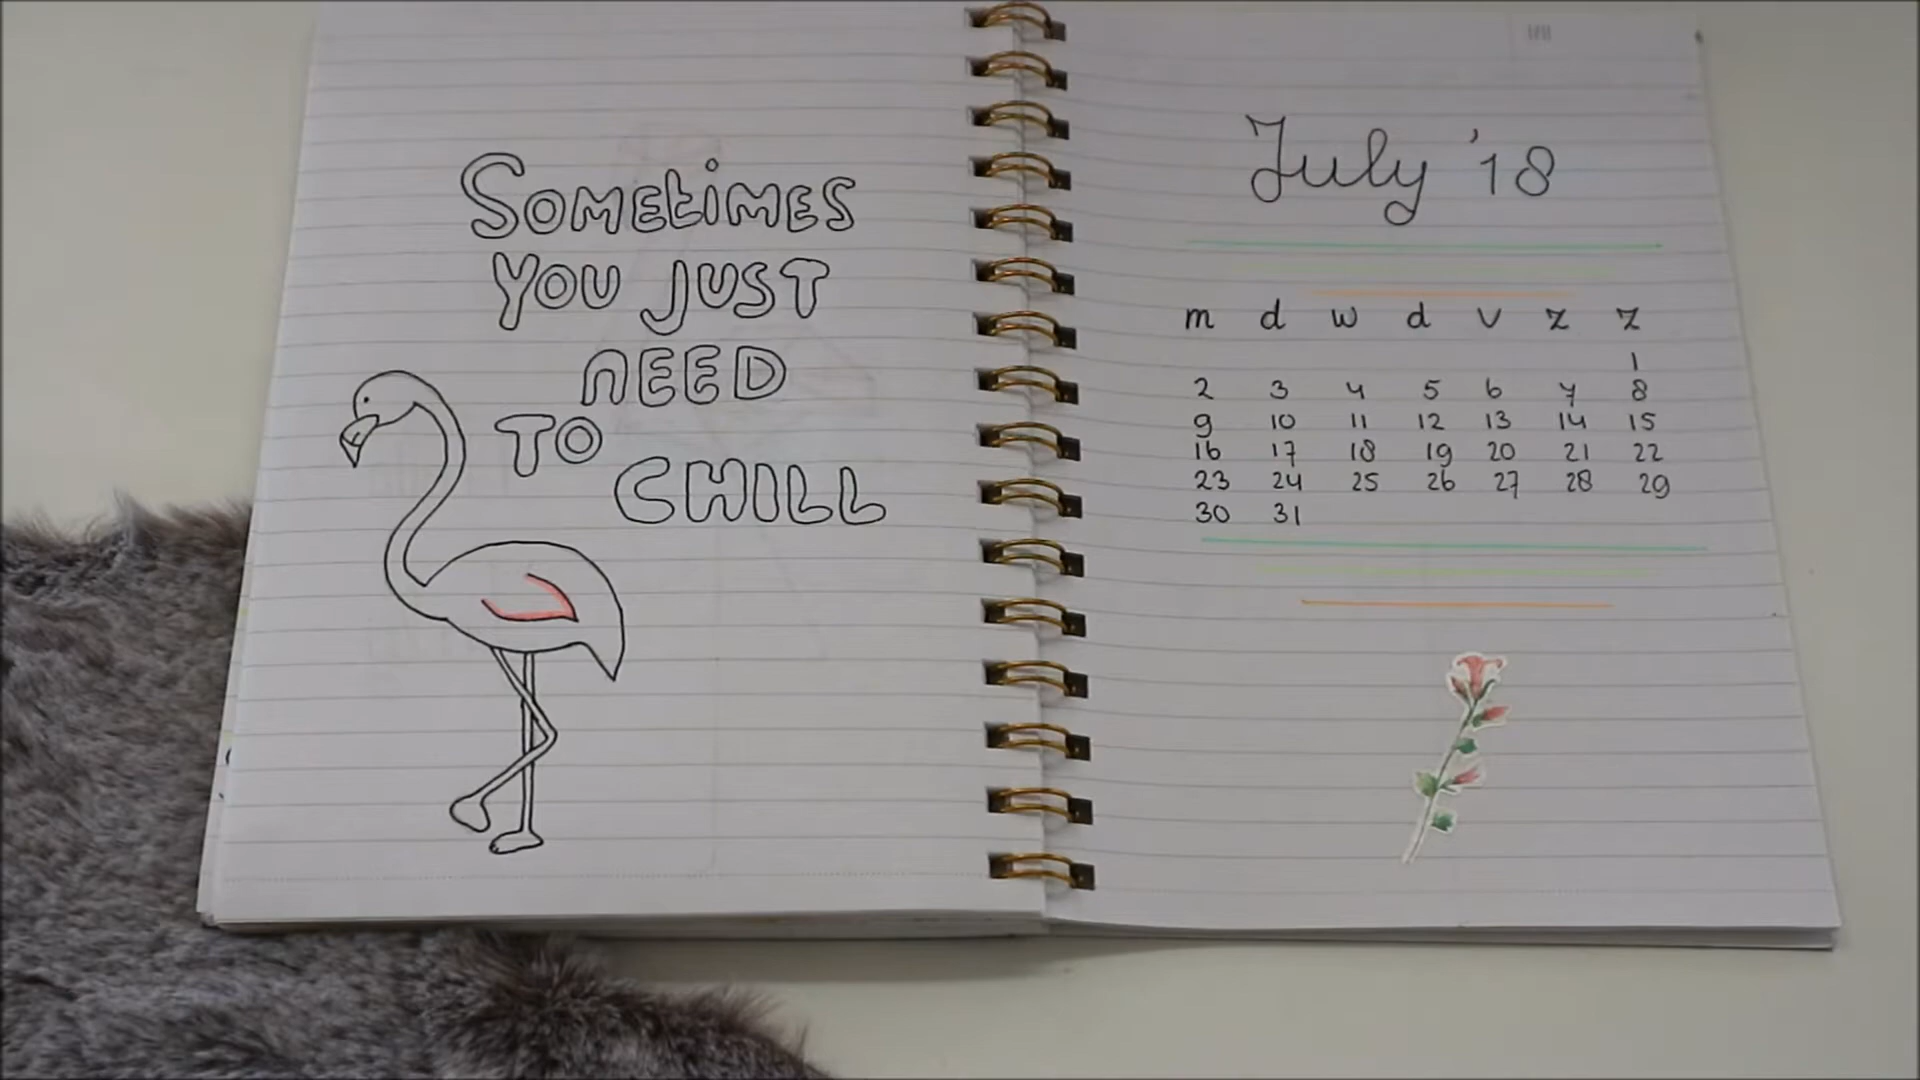 SOMEtiMES
YOU JUST
NEED
TO
CHILL
July '18
m d w d v z z
1
2 3 4 5 6 7 8
9 10 11 12 13 14 15
16 17 18 19 20 21 22
23 24 25 26 27 28 29
30 31